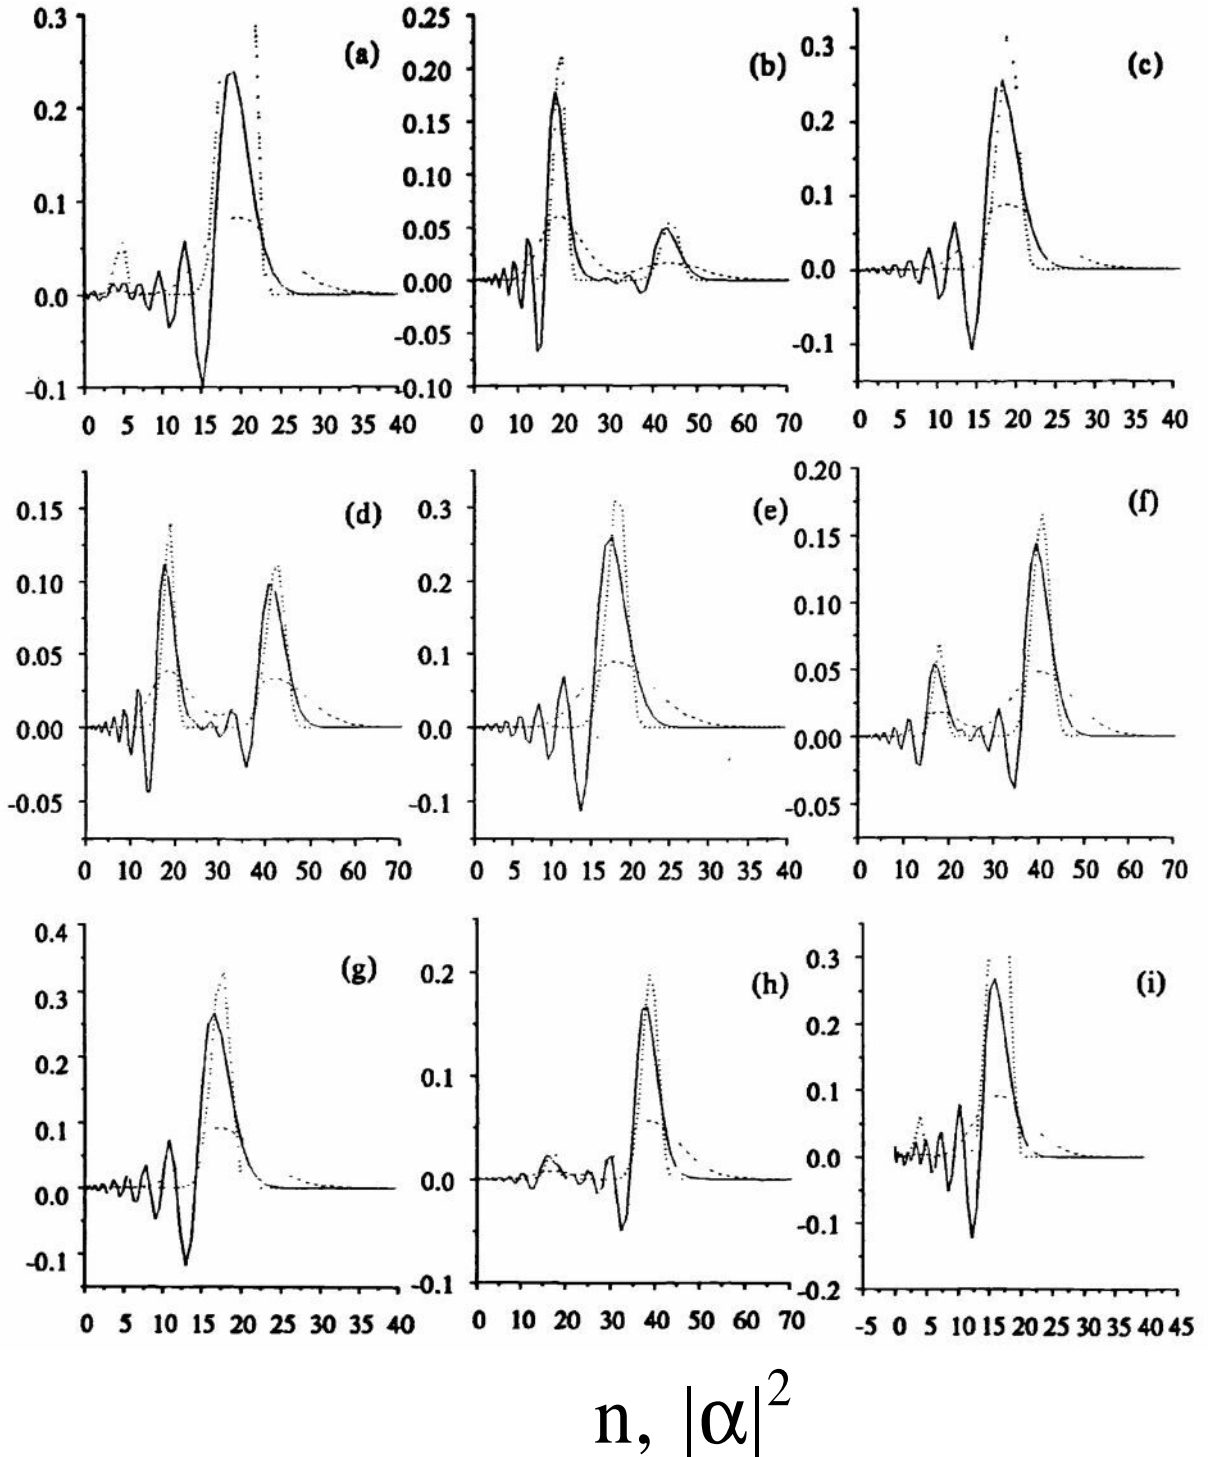 0.3 0.2 0.1 0.0 -0.1
(a)
0 5 10 15 20 25 30 35 40
0.25 0.20 0.15 0.10 0.05 0.00 -0.05 -0.10
(b)
0 10 20 30 40 50 60 70
0.3 0.2 0.1 0.0 -0.1
(c)
0 5 10 15 20 25 30 35 40
0.15 0.10 0.05 0.00 -0.05
(d)
0 10 20 30 40 50 60 70
0.3 0.2 0.1 0.0 -0.1
(e)
0 5 10 15 20 25 30 35 40
0.20 0.15 0.10 0.05 0.00 -0.05
(f)
0 10 20 30 40 50 60 70
0.4 0.3 0.2 0.1 0.0 -0.1
(g)
0 5 10 15 20 25 30 35 40
0.2 0.1 0.0 -0.1
(h)
0 10 20 30 40 50 60 70
0.3 0.2 0.1 0.0 -0.1 -0.2
(i)
-5 0 5 10 15 20 25 30 35 40 45
n, |α|²